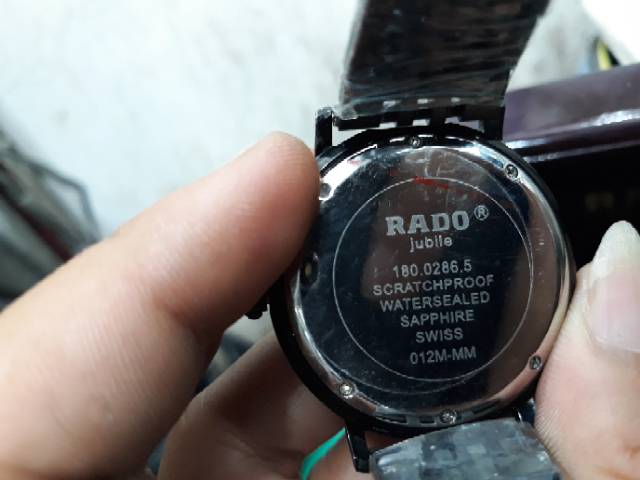 RADO®
jubile
180.0286.5
SCRATCHPROOF
WATERSEALED
SAPPHIRE
SWISS
012M-MM